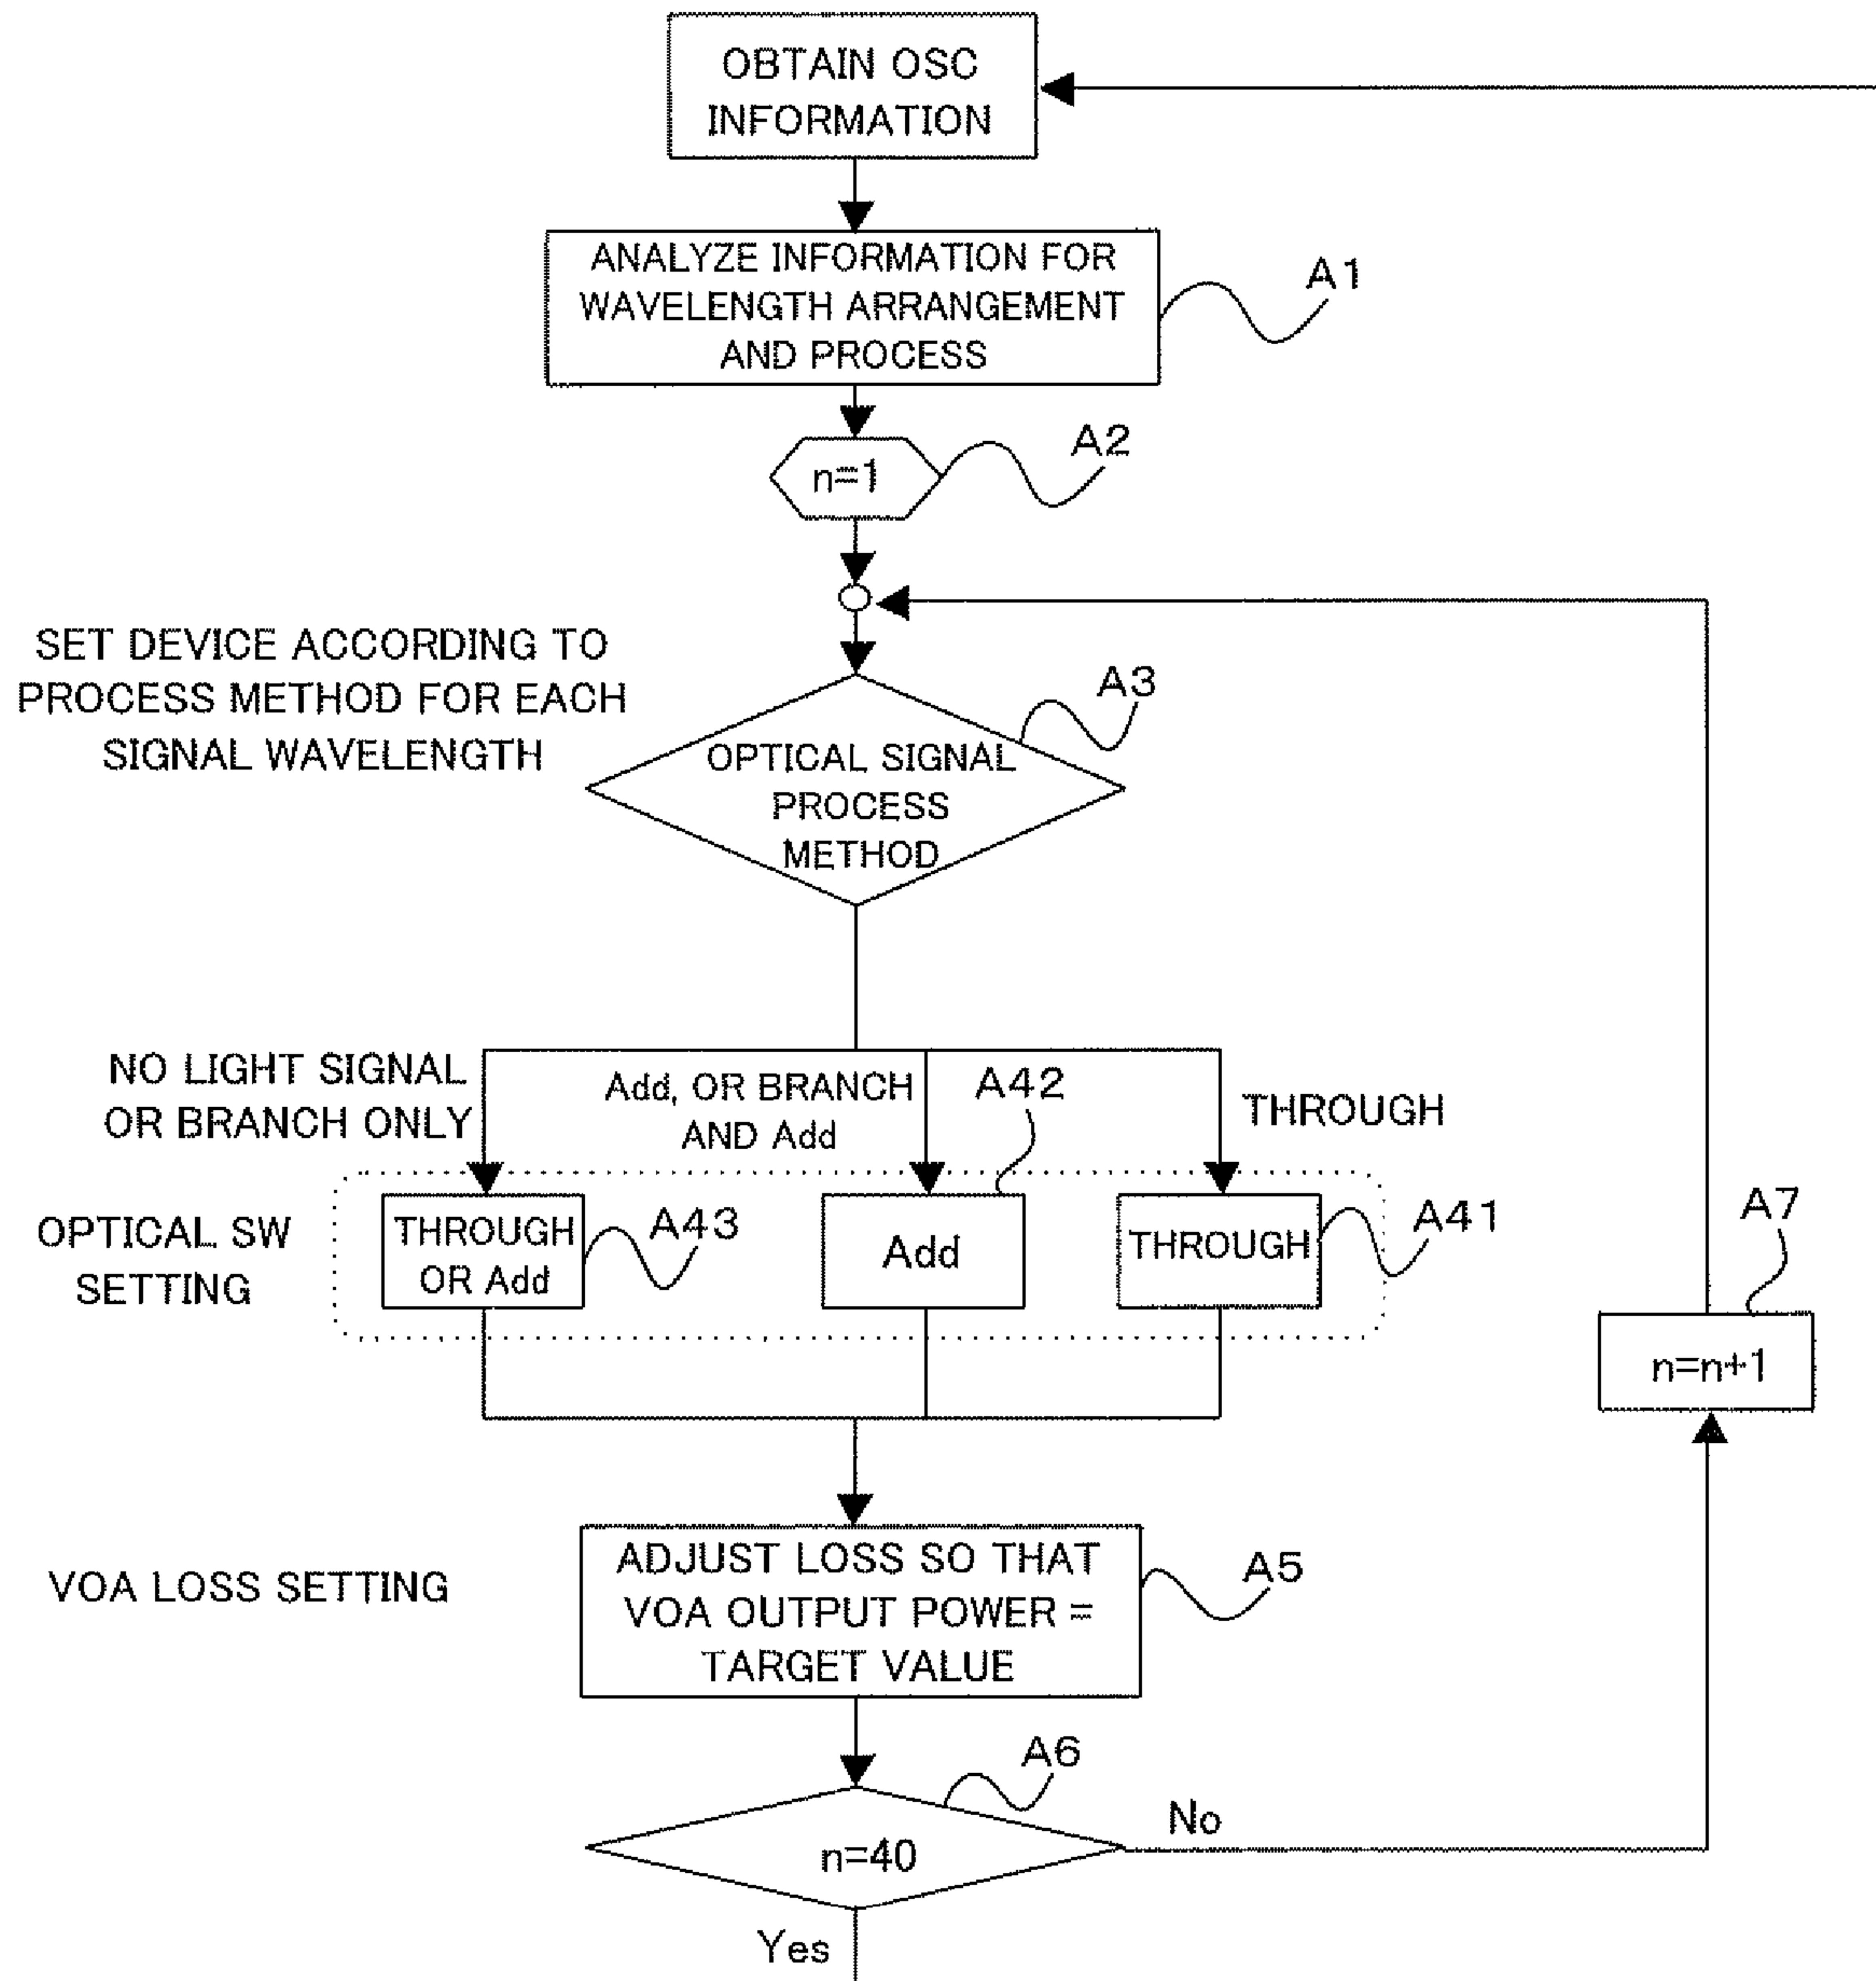 OBTAIN OSC
INFORMATION
ANALYZE INFORMATION FOR
WAVELENGTH ARRANGEMENT
AND PROCESS
A1
n=1
A2
SET DEVICE ACCORDING TO
PROCESS METHOD FOR EACH
SIGNAL WAVELENGTH
A3
OPTICAL SIGNAL
PROCESS
METHOD
NO LIGHT SIGNAL
OR BRANCH ONLY
Add, OR BRANCH
AND Add
A42
THROUGH
OPTICAL SW
SETTING
THROUGH
OR Add
A43
Add
THROUGH
A41
A7
n=n+1
VOA LOSS SETTING
ADJUST LOSS SO THAT
VOA OUTPUT POWER =
TARGET VALUE
A5
A6
n=40
No
Yes